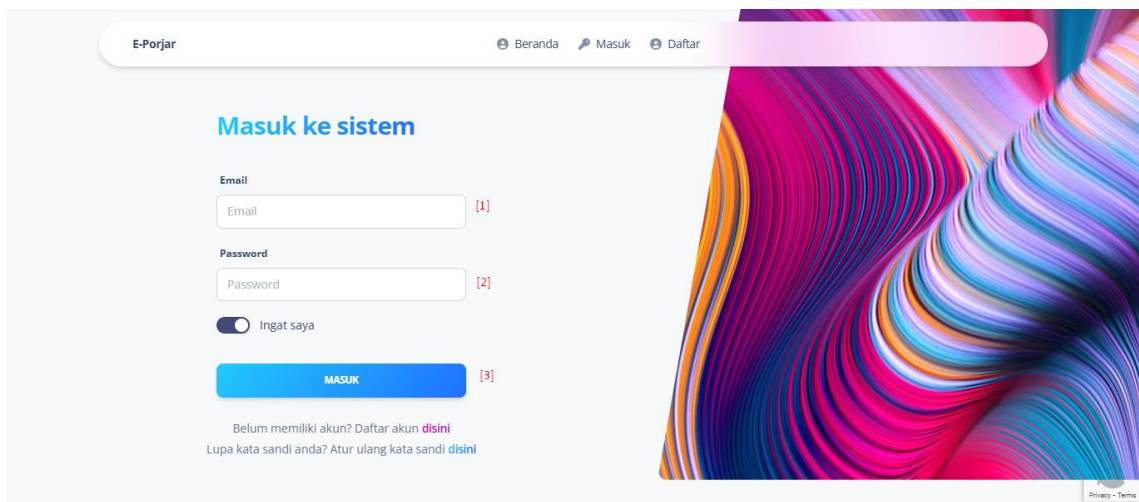 E-Porjar
Beranda
Masuk
Daftar
Masuk ke sistem
Email
Email
[1]
Password
Password
[2]
Ingat saya
MASUK
[3]
Belum memiliki akun? Daftar akun disini
Lupa kata sandi anda? Atur ulang kata sandi disini
Privacy - Terms